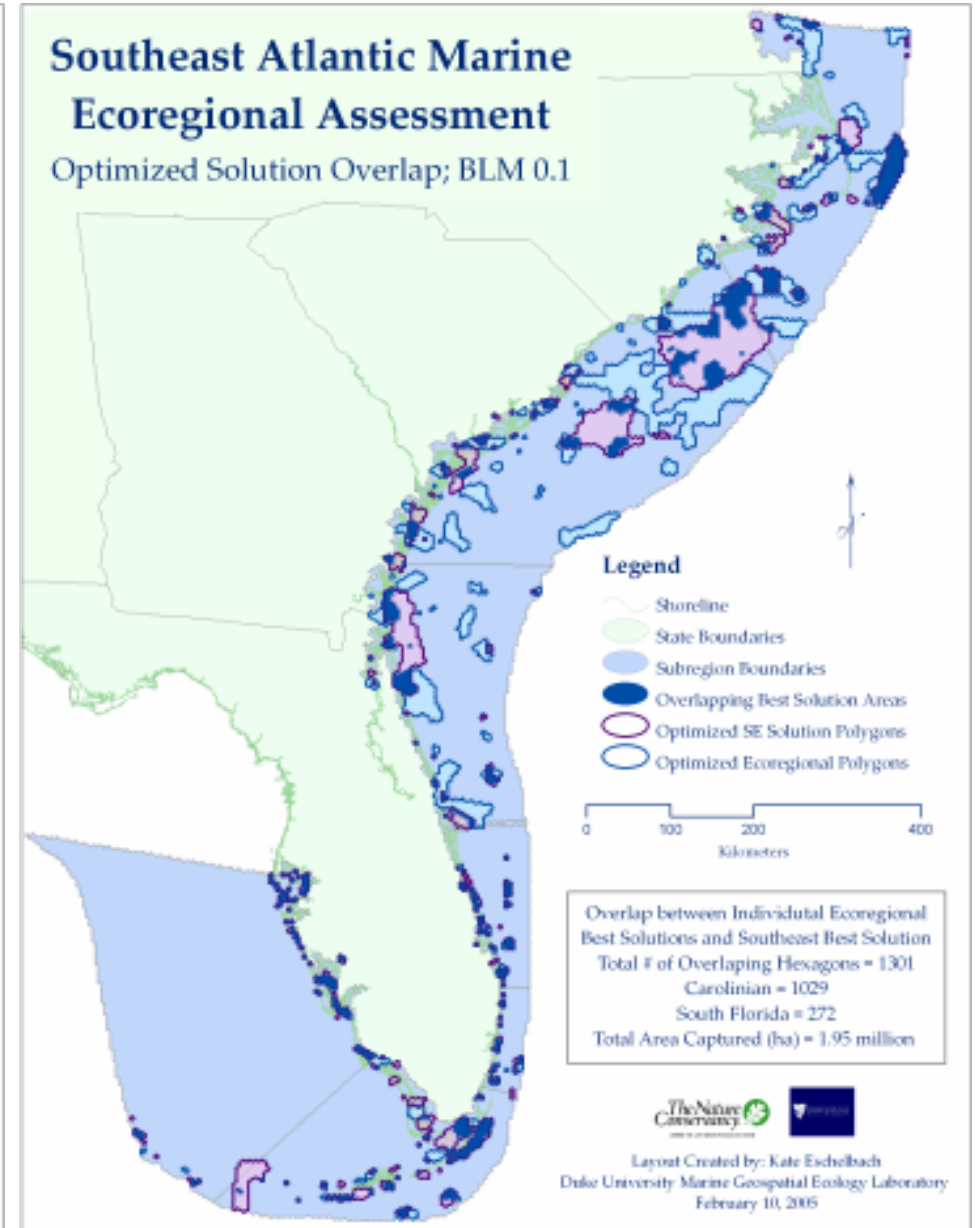 Southeast Atlantic Marine
Ecoregional Assessment
Optimized Solution Overlap; BLM 0.1
Legend
Shoreline
State Boundaries
Subregion Boundaries
Overlapping Best Solution Areas
Optimized SE Solution Polygons
Optimized Ecoregional Polygons
0 100 200 400
Kilometers
Overlap between Individutal Ecoregional
Best Solutions and Southeast Best Solution
Total # of Overlaping Hexagons = 1301
Carolinian = 1029
South Florida = 272
Total Area Captured (ha) = 1.95 million
The Nature
Conservancy
Layout Created by: Kate Eschelbach
Duke University Marine Geospatial Ecology Laboratory
February 10, 2005